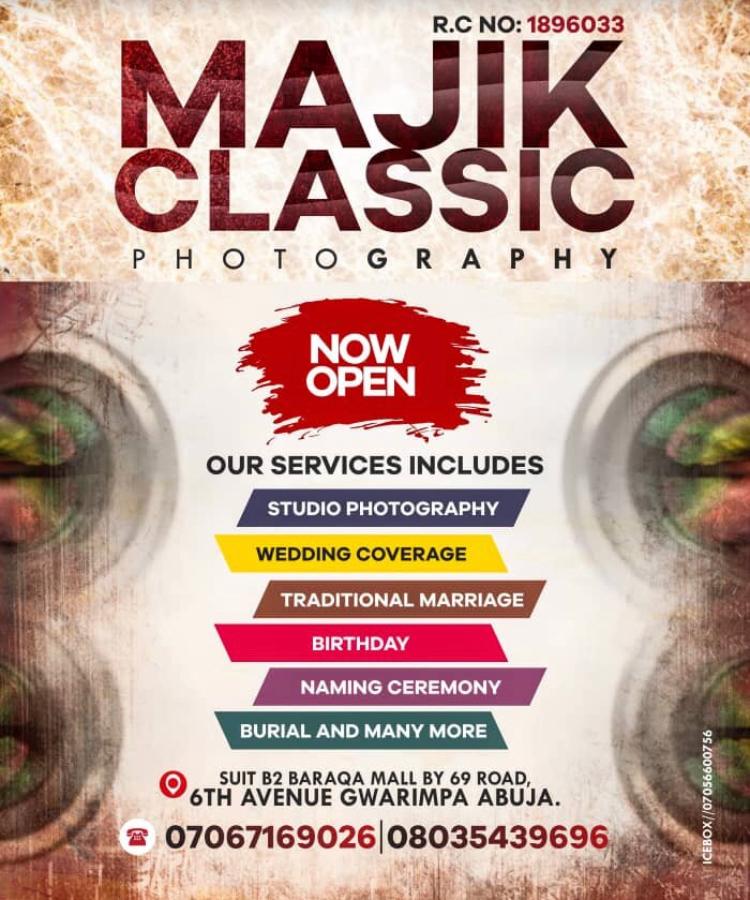 R.C NO: 1896033
MAJIK
CLASSIC
PHOTOGRAPHY
NOW
OPEN
OUR SERVICES INCLUDES
STUDIO PHOTOGRAPHY
WEDDING COVERAGE
TRADITIONAL MARRIAGE
BIRTHDAY
NAMING CEREMONY
BURIAL AND MANY MORE
SUIT B2 BARAQA MALL BY 69 ROAD,
6TH AVENUE GWARIMPA ABUJA.
07067169026|08035439696
ICEBOX//07056600756